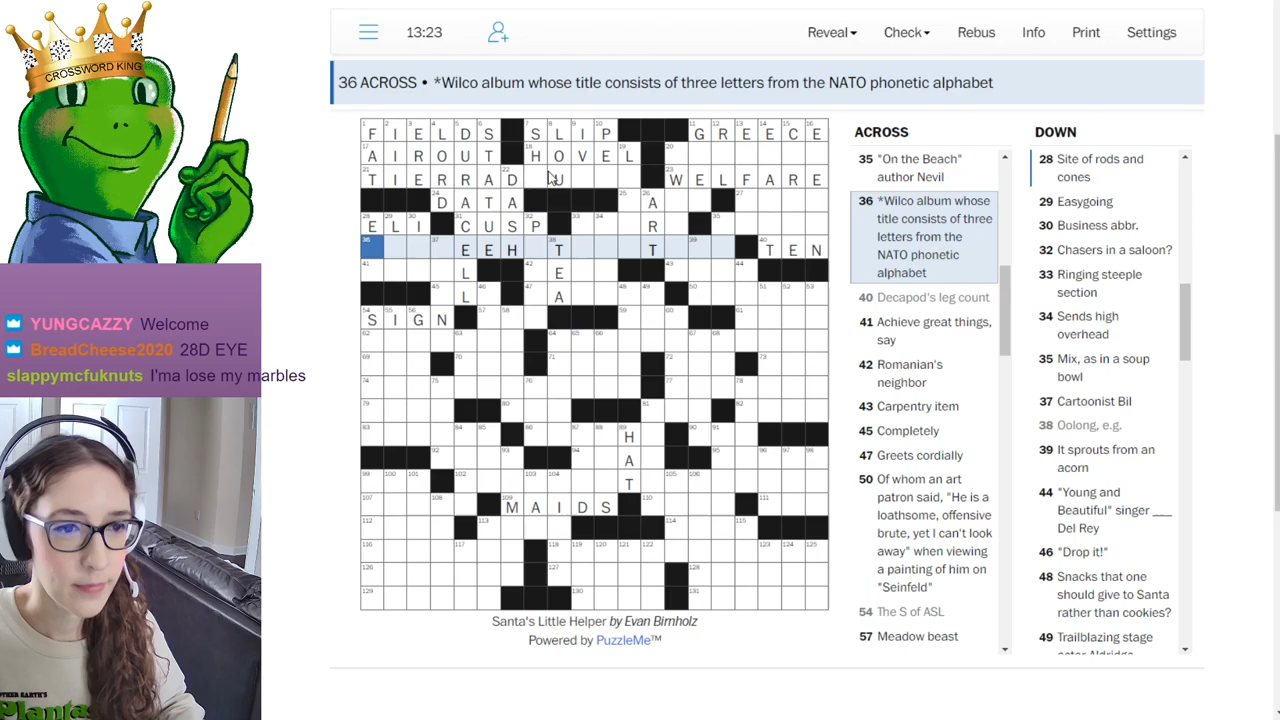 CROSSWORD KING
13:23
Reveal
Check
Rebus
Info
Print
Settings
36 ACROSS • *Wilco album whose title consists of three letters from the NATO phonetic alphabet
FIELDS SLIP GREECE
AIROUT HOVEL
TIERRAD U WELFARE
DATA A
ELI CUSP R
EEH T T TEN
L E
L A
SIGN
H
A
T
MAIDS
Santa's Little Helper by Evan Birnholz
Powered by PuzzleMe™
ACROSS
35 "On the Beach"
author Nevil
36 *Wilco album whose
title consists of three
letters from the
NATO phonetic
alphabet
40 Decapod's leg count
41 Achieve great things,
say
42 Romanian's
neighbor
43 Carpentry item
45 Completely
47 Greets cordially
50 Of whom an art
patron said, "He is a
loathsome, offensive
brute, yet I can't look
away" when viewing
a painting of him on
"Seinfeld"
54 The S of ASL
57 Meadow beast
DOWN
28 Site of rods and
cones
29 Easygoing
30 Business abbr.
32 Chasers in a saloon?
33 Ringing steeple
section
34 Sends high
overhead
35 Mix, as in a soup
bowl
37 Cartoonist Bil
38 Oolong, e.g.
39 It sprouts from an
acorn
44 "Young and
Beautiful" singer ___
Del Rey
46 "Drop it!"
48 Snacks that one
should give to Santa
rather than cookies?
49 Trailblazing stage
actor Aldridge
YUNGCAZZY Welcome
BreadCheese2020 28D EYE
slappymcfuknuts I'ma lose my marbles